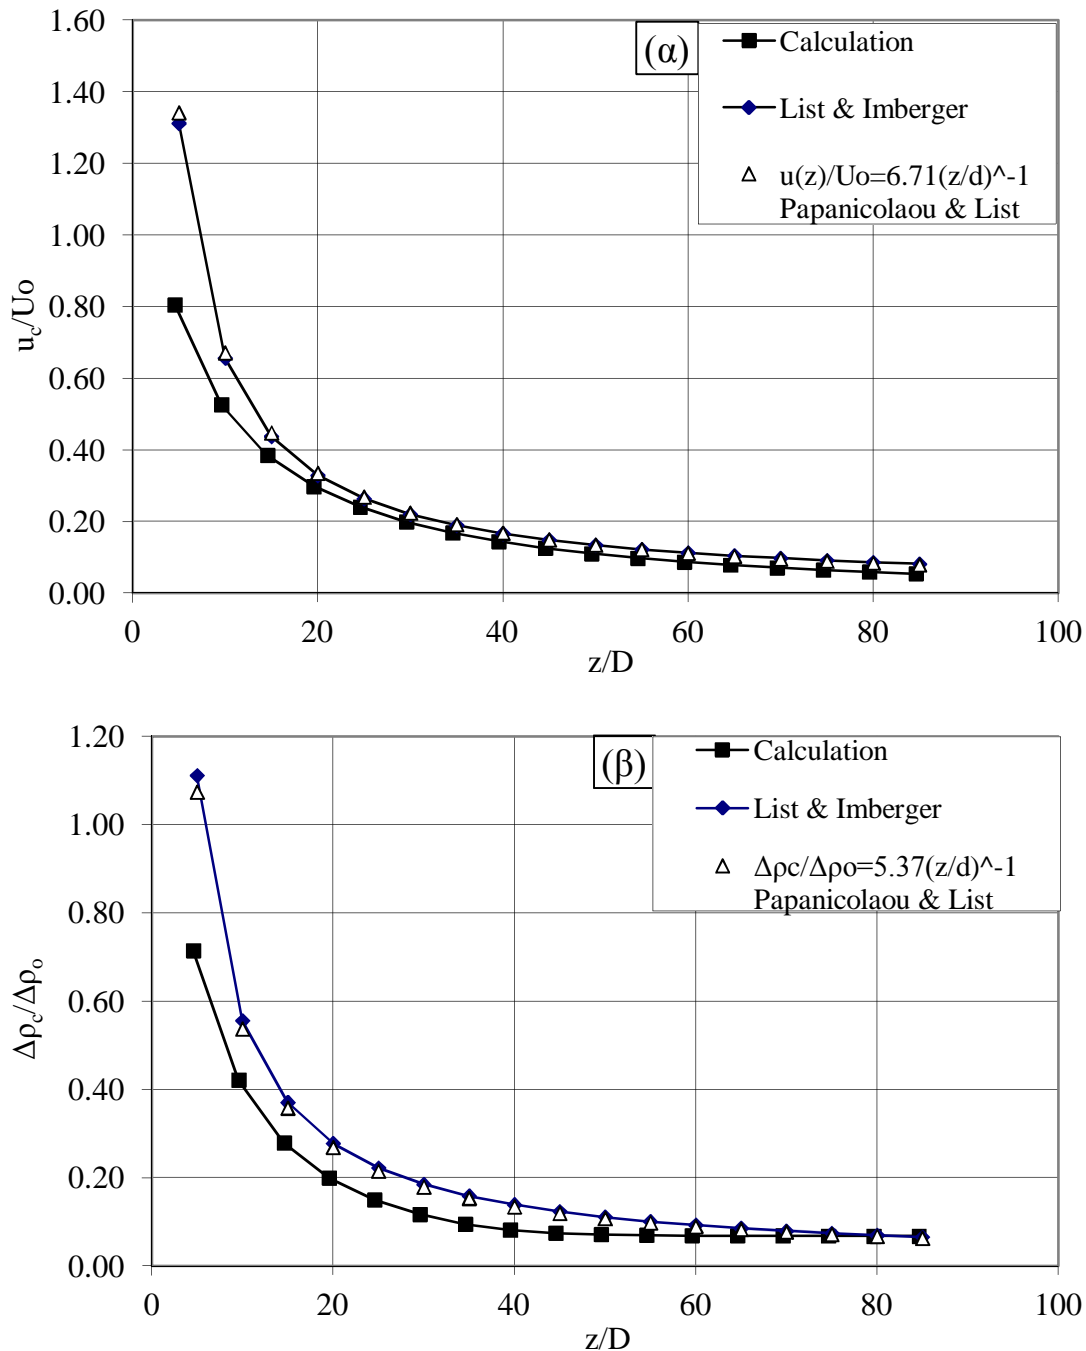 1.60
(α)
Calculation
1.40
List & Imberger
1.20
u(z)/Uo=6.71(z/d)^-1
Papanicolaou & List
1.00
0.80
u_c/Uo
0.60
0.40
0.20
0.00
0 20 40 60 80 100
z/D
1.20
(β)
Calculation
1.00
List & Imberger
Δρc/Δρo=5.37(z/d)^-1
Papanicolaou & List
0.80
0.60
Δρ_c/Δρ_o
0.40
0.20
0.00
0 20 40 60 80 100
z/D